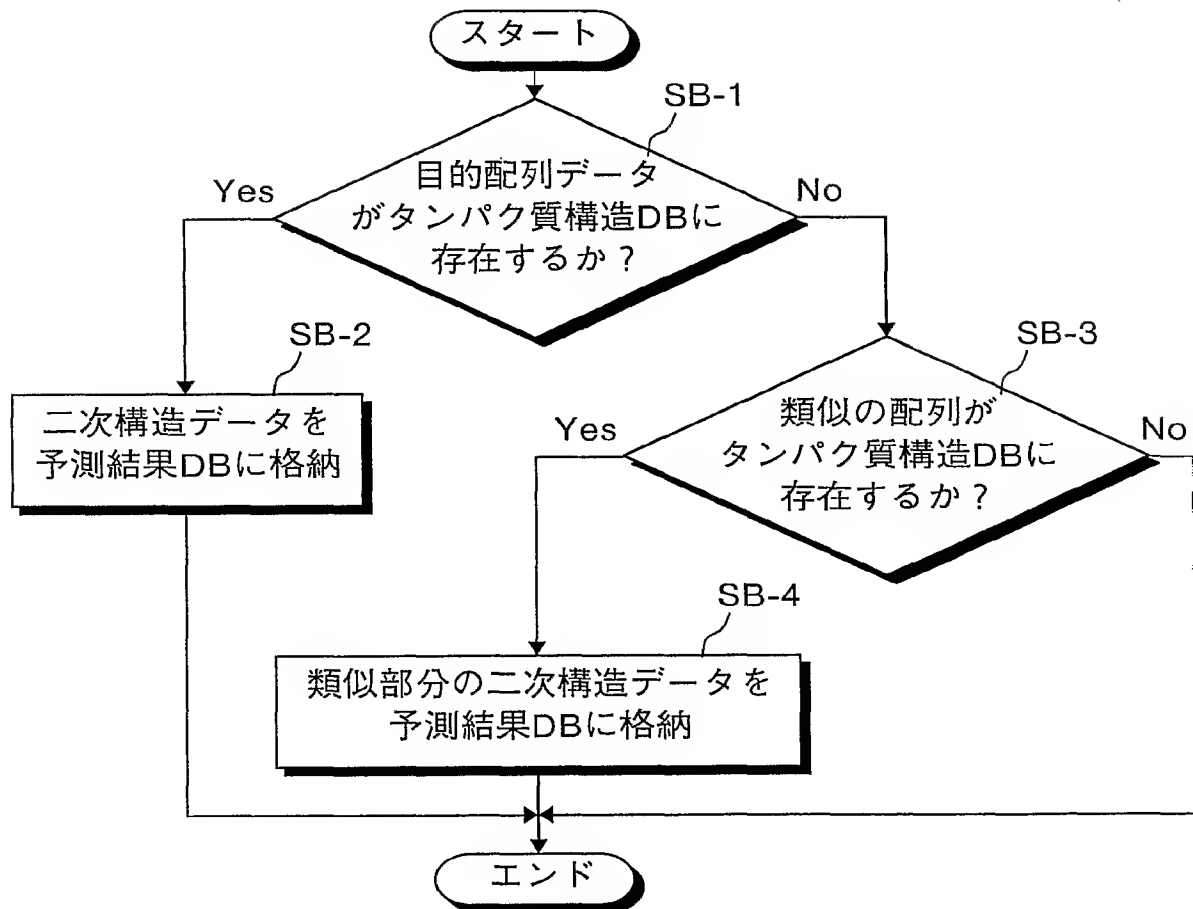 スタート
SB-1
目的配列データ
がタンパク質構造DBに
存在するか？
Yes
No
SB-2
二次構造データを
予測結果DBに格納
SB-3
類似の配列が
タンパク質構造DBに
存在するか？
Yes
No
SB-4
類似部分の二次構造データを
予測結果DBに格納
エンド